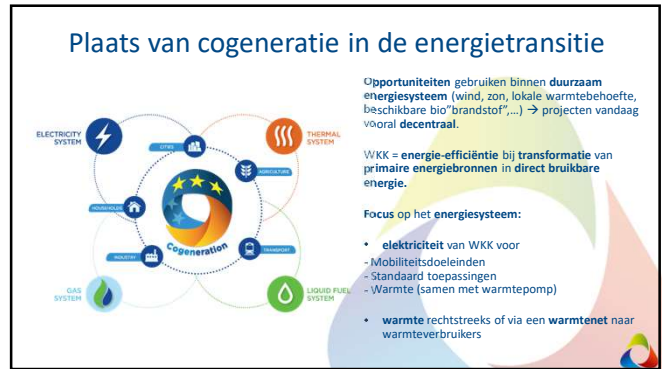 Plaats van cogeneratie in de energietransitie
ELECTRICITY
SYSTEM
CITIES
THERMAL
SYSTEM
AGRICULTURE
HOUSEHOLDS
Cogeneration
INDUSTRY
TRANSPORT
GAS
SYSTEM
LIQUID FUEL
SYSTEM
Opportuniteiten gebruiken binnen duurzaam
energiesysteem (wind, zon, lokale warmtebehoefte,
beschikbare bio"brandstof",...) → projecten vandaag
vooral decentraal.
WKK = energie-efficiëntie bij transformatie van
primaire energiebronnen in direct bruikbare
energie.
Focus op het energiesysteem:
• elektriciteit van WKK voor
- Mobiliteitsdoeleinden
- Standaard toepassingen
- Warmte (samen met warmtepomp)
• warmte rechtstreeks of via een warmtenet naar
warmteverbruikers